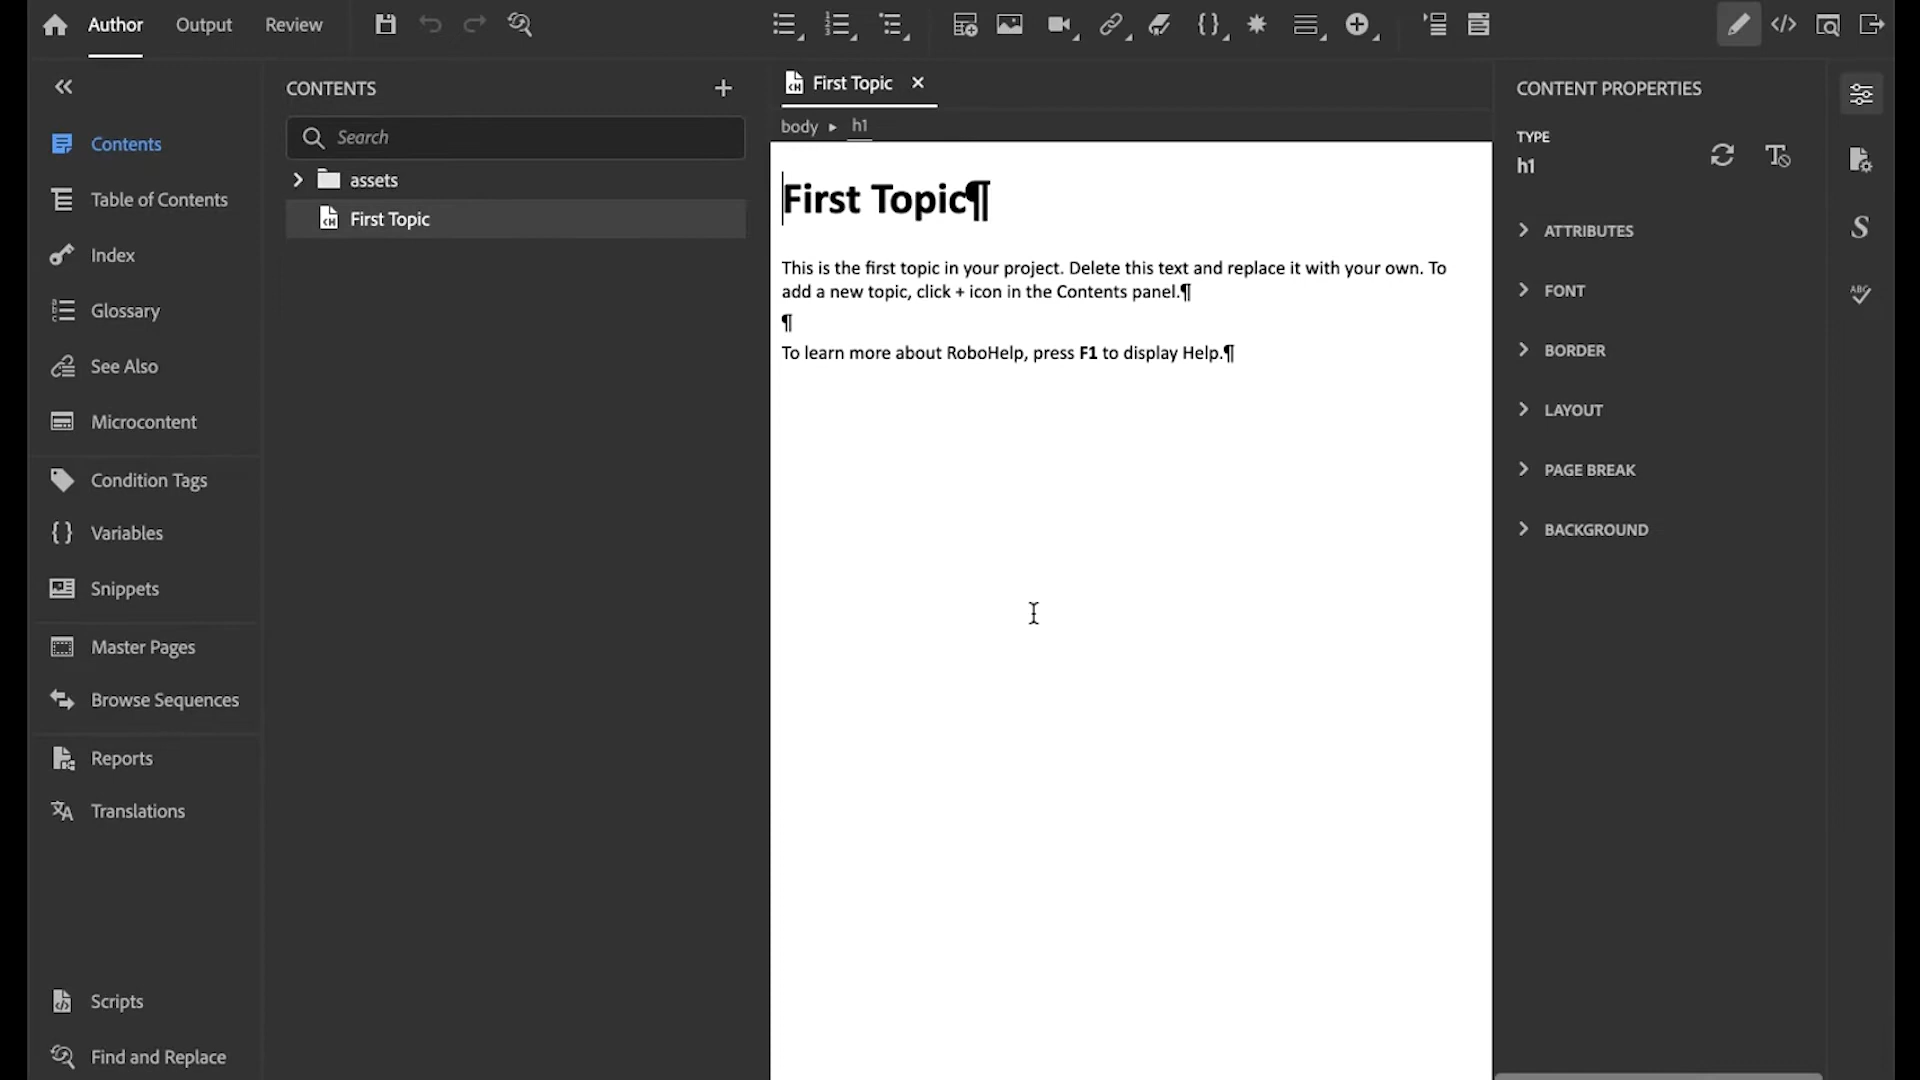 Author Output Review
Contents
Table of Contents
Index
Glossary
See Also
Microcontent
Condition Tags
Variables
Snippets
Master Pages
Browse Sequences
Reports
Translations
Scripts
Find and Replace
CONTENTS
Search
assets
First Topic
First Topic
body ▸ h1
First Topic¶
This is the first topic in your project. Delete this text and replace it with your own. To
add a new topic, click + icon in the Contents panel.¶
¶
To learn more about RoboHelp, press F1 to display Help.¶
CONTENT PROPERTIES
TYPE
h1
ATTRIBUTES
FONT
BORDER
LAYOUT
PAGE BREAK
BACKGROUND